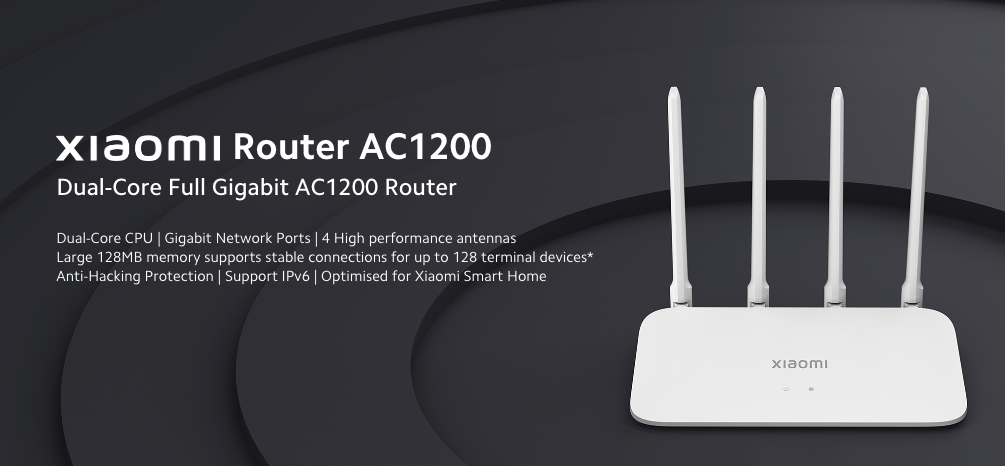 xiaomi Router AC1200
Dual-Core Full Gigabit AC1200 Router
Dual-Core CPU | Gigabit Network Ports | 4 High performance antennas
Large 128MB memory supports stable connections for up to 128 terminal devices*
Anti-Hacking Protection | Support IPv6 | Optimised for Xiaomi Smart Home
xiaomi